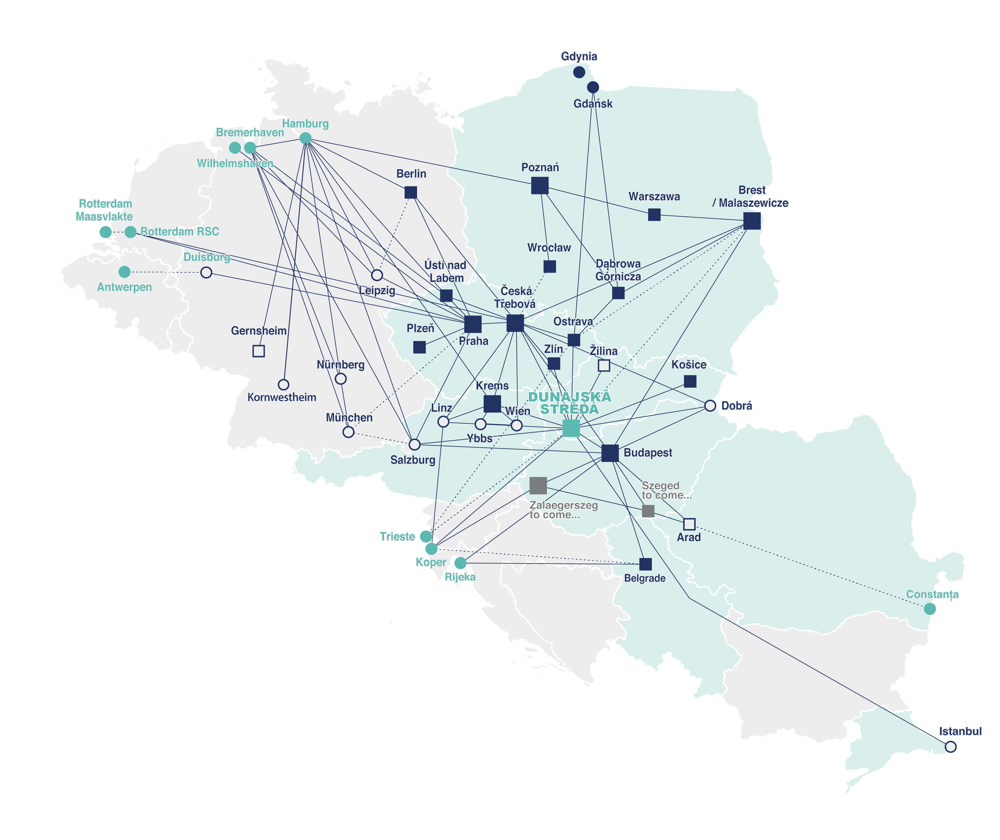 Gdynia
Gdańsk
Hamburg
Bremerhaven
Wilhelmshaven
Berlin
Poznań
Warszawa
Brest
/ Malaszewicze
Rotterdam
Maasvlakte
Rotterdam RSC
Duisburg
Antwerpen
Wrocław
Dąbrowa
Górnicza
Ústí nad
Labem
Leipzig
Česká
Třebová
Ostrava
Plzeň
Praha
Gernsheim
Zlín
Žilina
Košice
Nürnberg
Kornwestheim
Krems
DUNAJSKÁ
STREDA
Linz
Wien
Dobrá
München
Ybbs
Salzburg
Budapest
Szeged
to come...
Zalaegerszeg
to come...
Trieste
Arad
Koper
Rijeka
Belgrade
Constanța
Istanbul